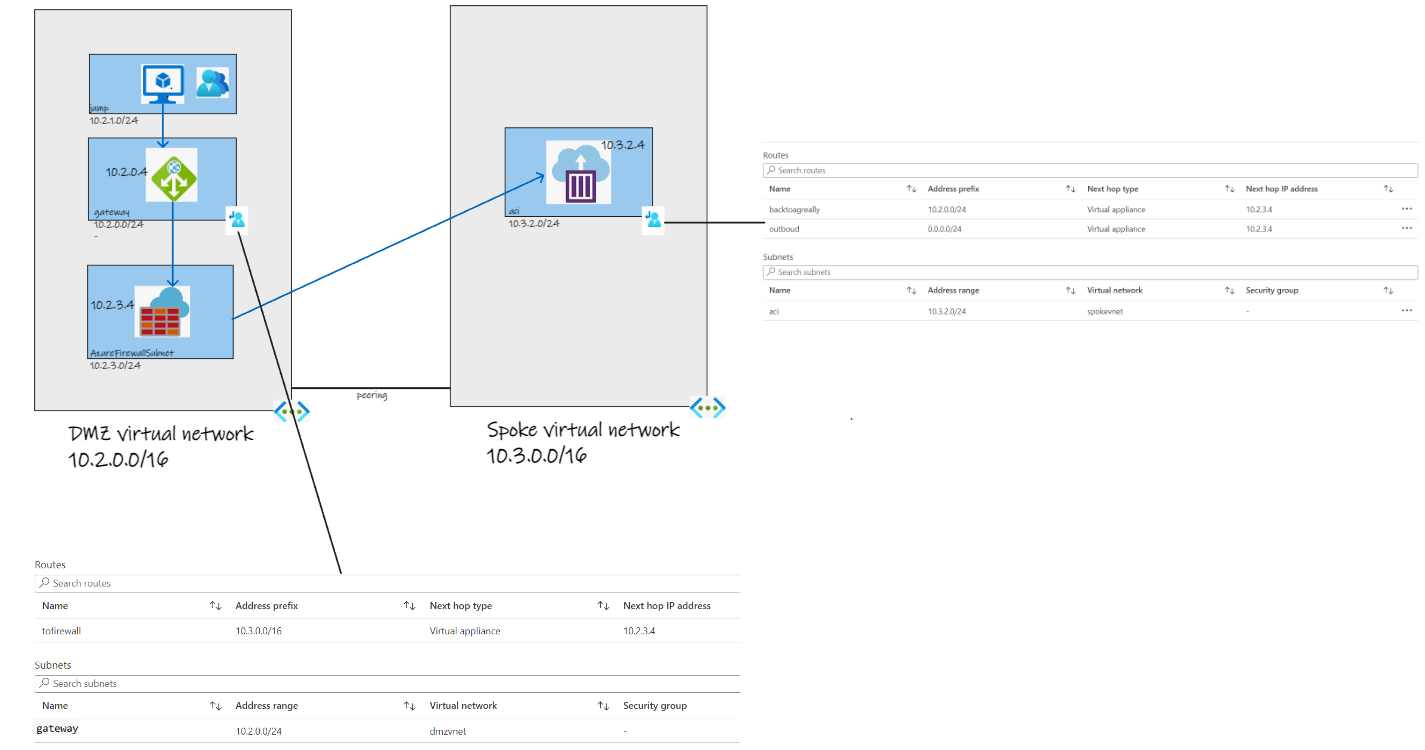 jump
10.2.1.0/24
10.2.0.4
gateway
10.2.0.0/24
-
10.2.3.4
AzureFirewallSubnet
10.2.3.0/24
DMZ virtual network
10.2.0.0/16
peering
10.3.2.4
aci
10.3.2.0/24
Spoke virtual network
10.3.0.0/16
Routes
Search routes
Name Address prefix Next hop type Next hop IP address
backtoagreally 10.2.0.0/24 Virtual appliance 10.2.3.4
outboud 0.0.0.0/24 Virtual appliance 10.2.3.4
Subnets
Search subnets
Name Address range Virtual network Security group
aci 10.3.2.0/24 spokevnet -
Routes
Search routes
Name Address prefix Next hop type Next hop IP address
tofirewall 10.3.0.0/16 Virtual appliance 10.2.3.4
Subnets
Search subnets
Name Address range Virtual network Security group
gateway 10.2.0.0/24 dmzvnet -